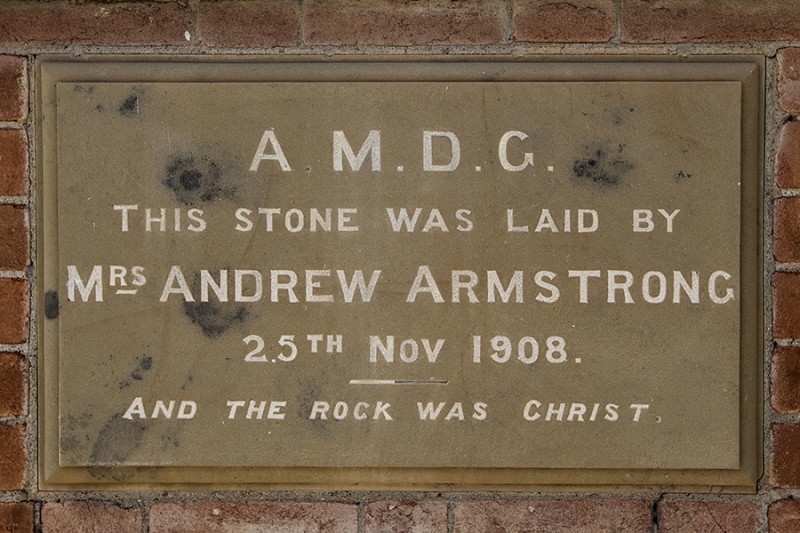 A. M. D. G.
THIS STONE WAS LAID BY
MRS ANDREW ARMSTRONG
25TH NOV 1908.
AND THE ROCK WAS CHRIST.